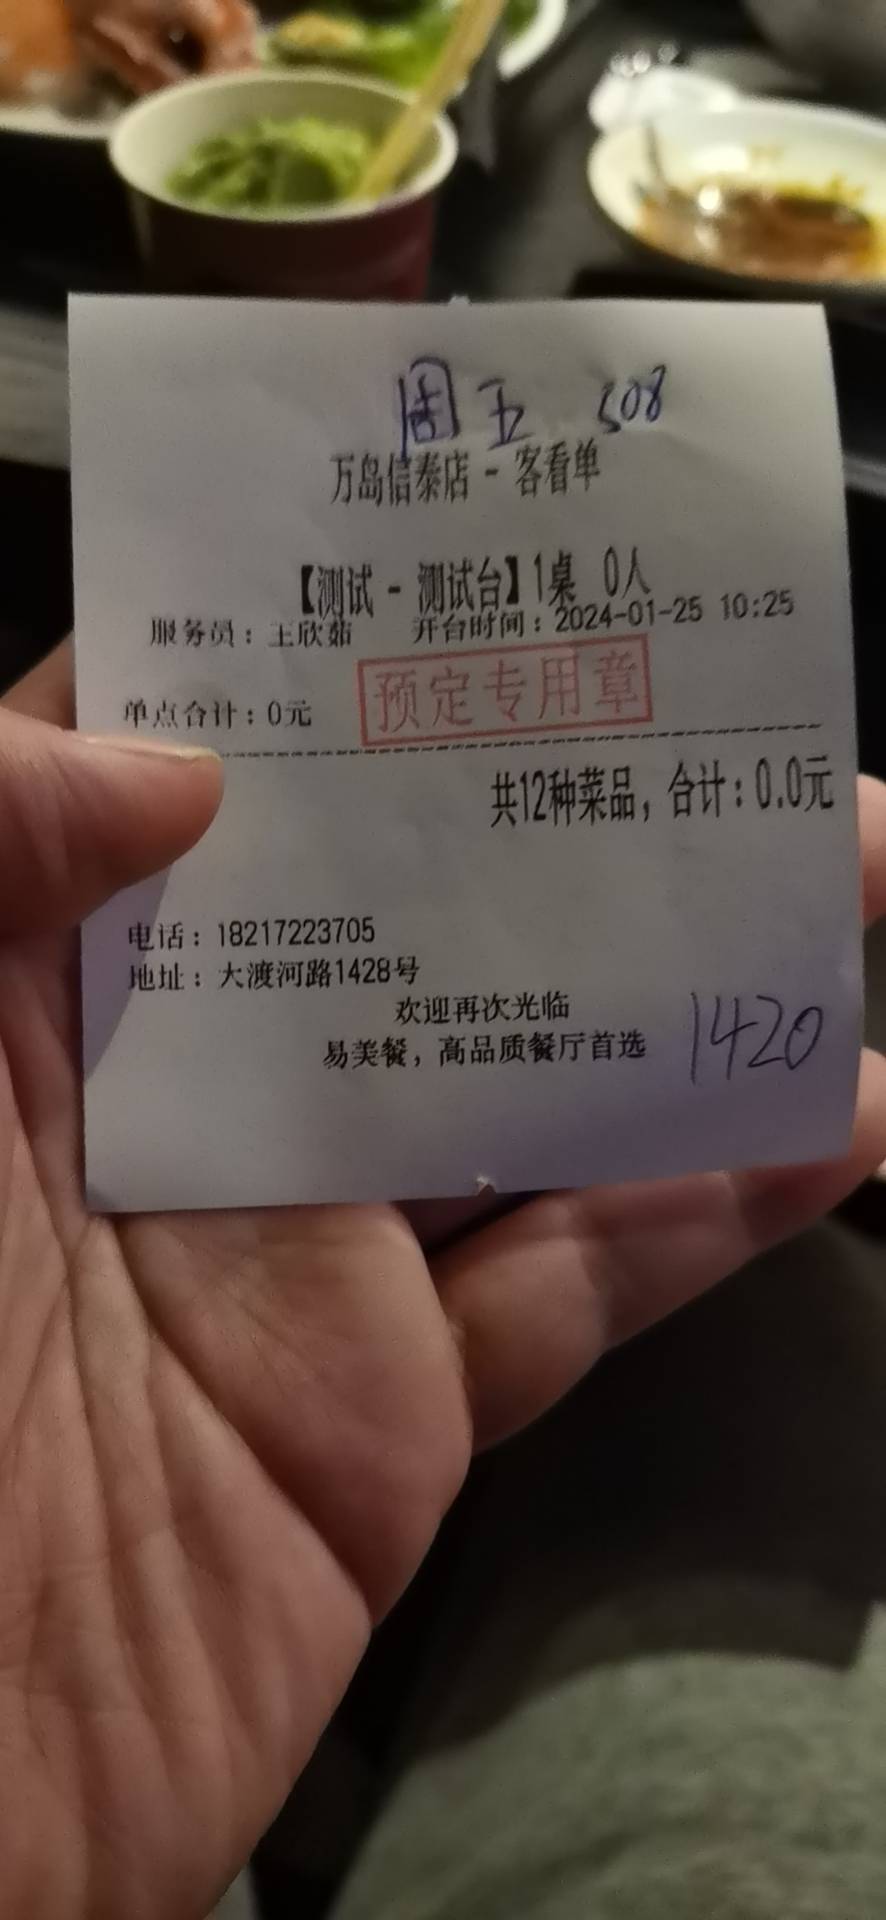 周五 508
万岛信泰店 - 客看单
【测试 - 测试台】1桌 0人
服务员：王欣茹 开台时间：2024-01-25 10:25
单点合计：0元 预定专用章
共12种菜品，合计：0.0元
电话：18217223705
地址：大渡河路1428号
欢迎再次光临
易美餐，高品质餐厅首选
1420